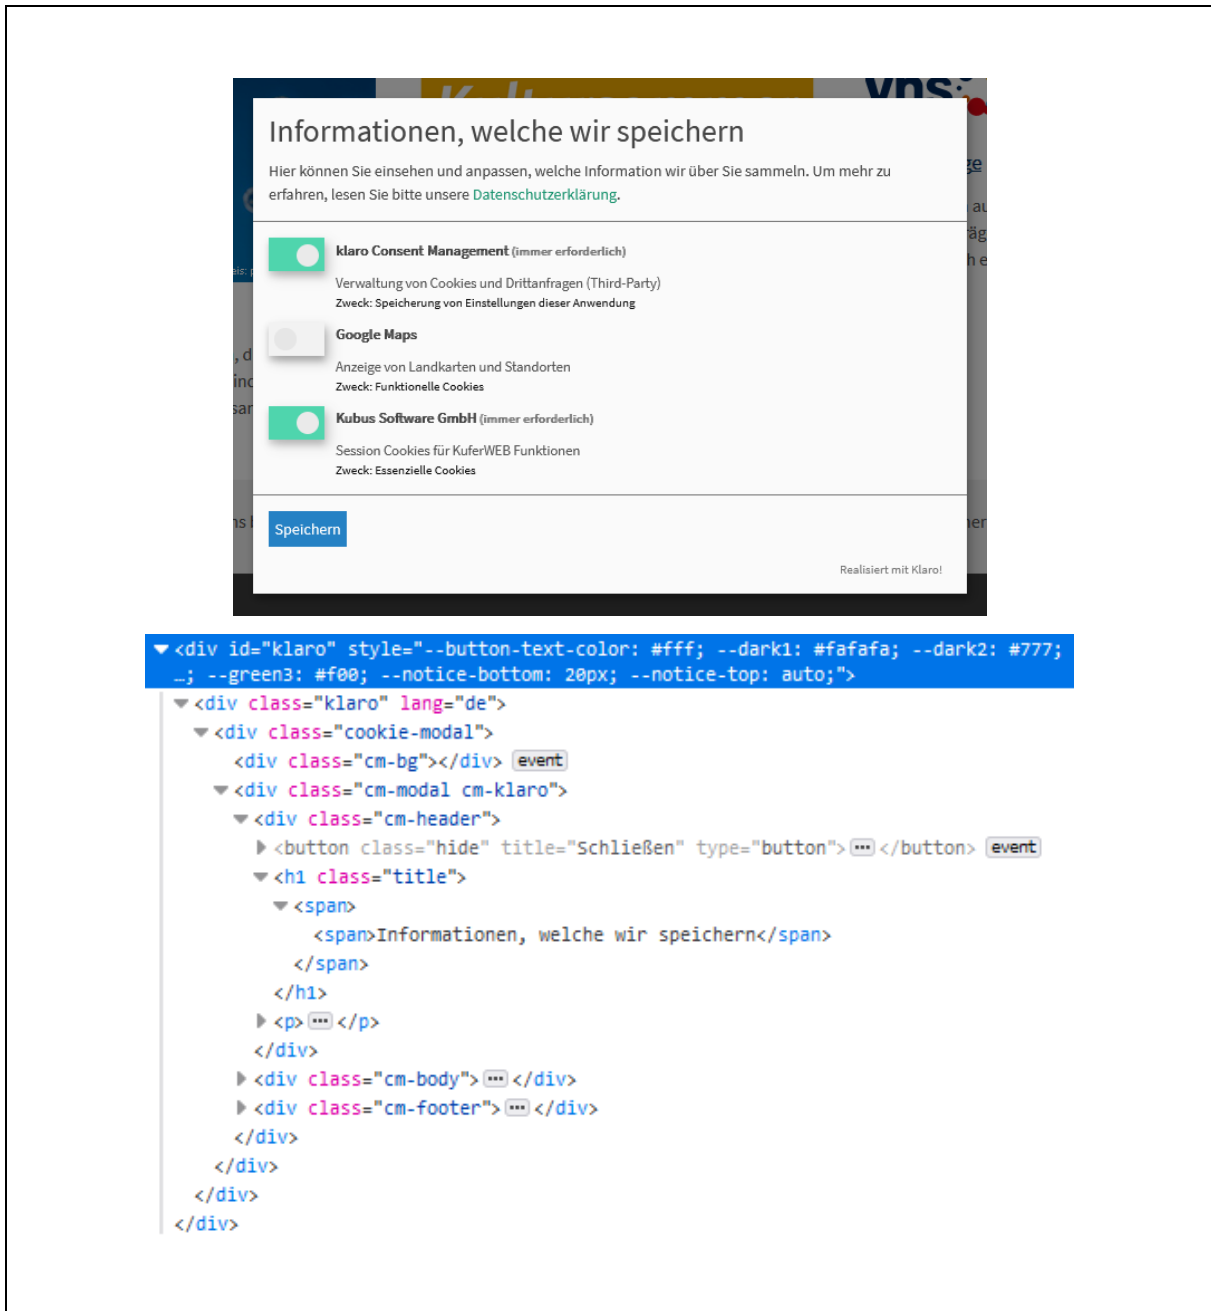 vhs:
Informationen, welche wir speichern
Hier können Sie einsehen und anpassen, welche Information wir über Sie sammeln. Um mehr zu
erfahren, lesen Sie bitte unsere Datenschutzerklärung.
klaro Consent Management (immer erforderlich)
Verwaltung von Cookies und Drittanfragen (Third-Party)
Zweck: Speicherung von Einstellungen dieser Anwendung
Google Maps
Anzeige von Landkarten und Standorten
Zweck: Funktionelle Cookies
Kubus Software GmbH (immer erforderlich)
Session Cookies für KuferWEB Funktionen
Zweck: Essenzielle Cookies
Speichern
Realisiert mit Klaro!
<div id="klaro" style="--button-text-color: #fff; --dark1: #fafafa; --dark2: #777;
…; --green3: #f00; --notice-bottom: 20px; --notice-top: auto;">
<div class="klaro" lang="de">
<div class="cookie-modal">
<div class="cm-bg"></div> event
<div class="cm-modal cm-klaro">
<div class="cm-header">
<button class="hide" title="Schließen" type="button">…</button> event
<h1 class="title">
<span>
<span>Informationen, welche wir speichern</span>
</span>
</h1>
<p>…</p>
</div>
<div class="cm-body">…</div>
<div class="cm-footer">…</div>
</div>
</div>
</div>
</div>